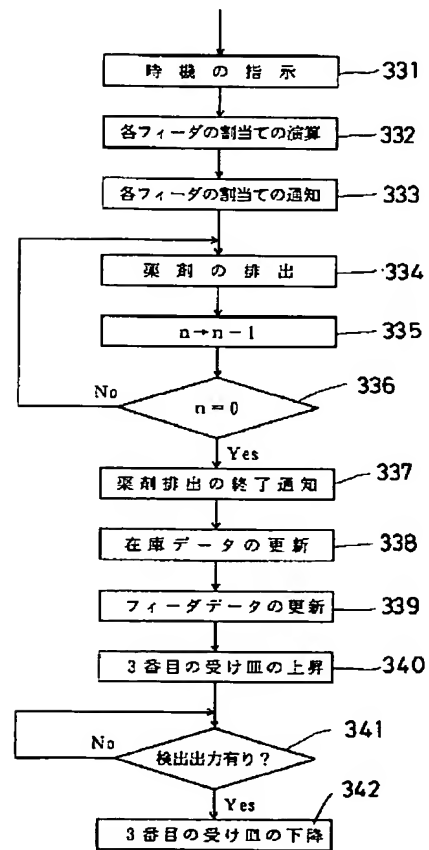 時機の指示 331
各フィーダの割当ての演算 332
各フィーダの割当ての通知 333
薬剤の排出 334
n→n-1 335
336
No
n=0
Yes
337
薬剤排出の終了通知
在庫データの更新 338
フィーダデータの更新 339
3番目の受け皿の上昇 340
341
No
検出出力有り?
Yes
342
3番目の受け皿の下降